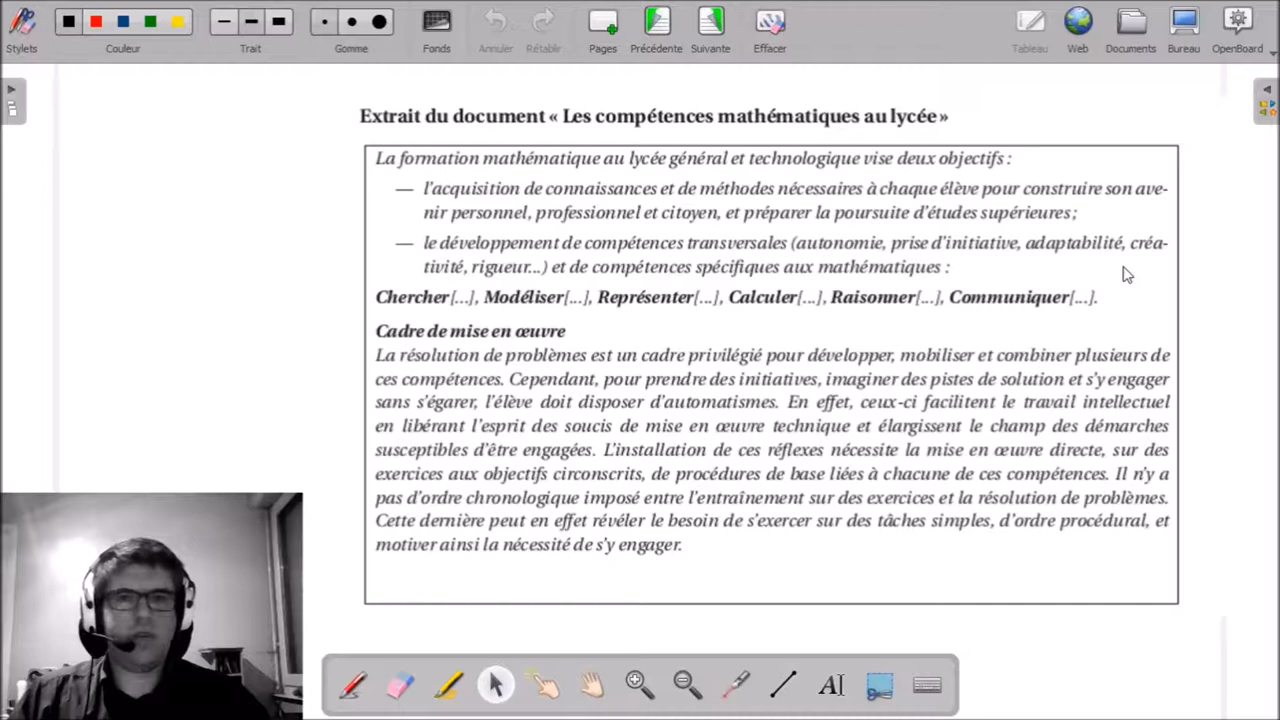 Stylets
Couleur
Trait
Gomme
Fonds
Annuler
Rétablir
Pages
Précédente
Suivante
Effacer
Tableau
Web
Documents
Bureau
OpenBoard
Extrait du document « Les compétences mathématiques au lycée »
La formation mathématique au lycée général et technologique vise deux objectifs :
— l'acquisition de connaissances et de méthodes nécessaires à chaque élève pour construire son ave-
nir personnel, professionnel et citoyen, et préparer la poursuite d'études supérieures ;
— le développement de compétences transversales (autonomie, prise d'initiative, adaptabilité, créa-
tivité, rigueur...) et de compétences spécifiques aux mathématiques :
Chercher[...], Modéliser[...], Représenter[...], Calculer[...], Raisonner[...], Communiquer[...].
Cadre de mise en œuvre
La résolution de problèmes est un cadre privilégié pour développer, mobiliser et combiner plusieurs de
ces compétences. Cependant, pour prendre des initiatives, imaginer des pistes de solution et s'y engager
sans s'égarer, l'élève doit disposer d'automatismes. En effet, ceux-ci facilitent le travail intellectuel
en libérant l'esprit des soucis de mise en œuvre technique et élargissent le champ des démarches
susceptibles d'être engagées. L'installation de ces réflexes nécessite la mise en œuvre directe, sur des
exercices aux objectifs circonscrits, de procédures de base liées à chacune de ces compétences. Il n'y a
pas d'ordre chronologique imposé entre l'entraînement sur des exercices et la résolution de problèmes.
Cette dernière peut en effet révéler le besoin de s'exercer sur des tâches simples, d'ordre procédural, et
motiver ainsi la nécessité de s'y engager.